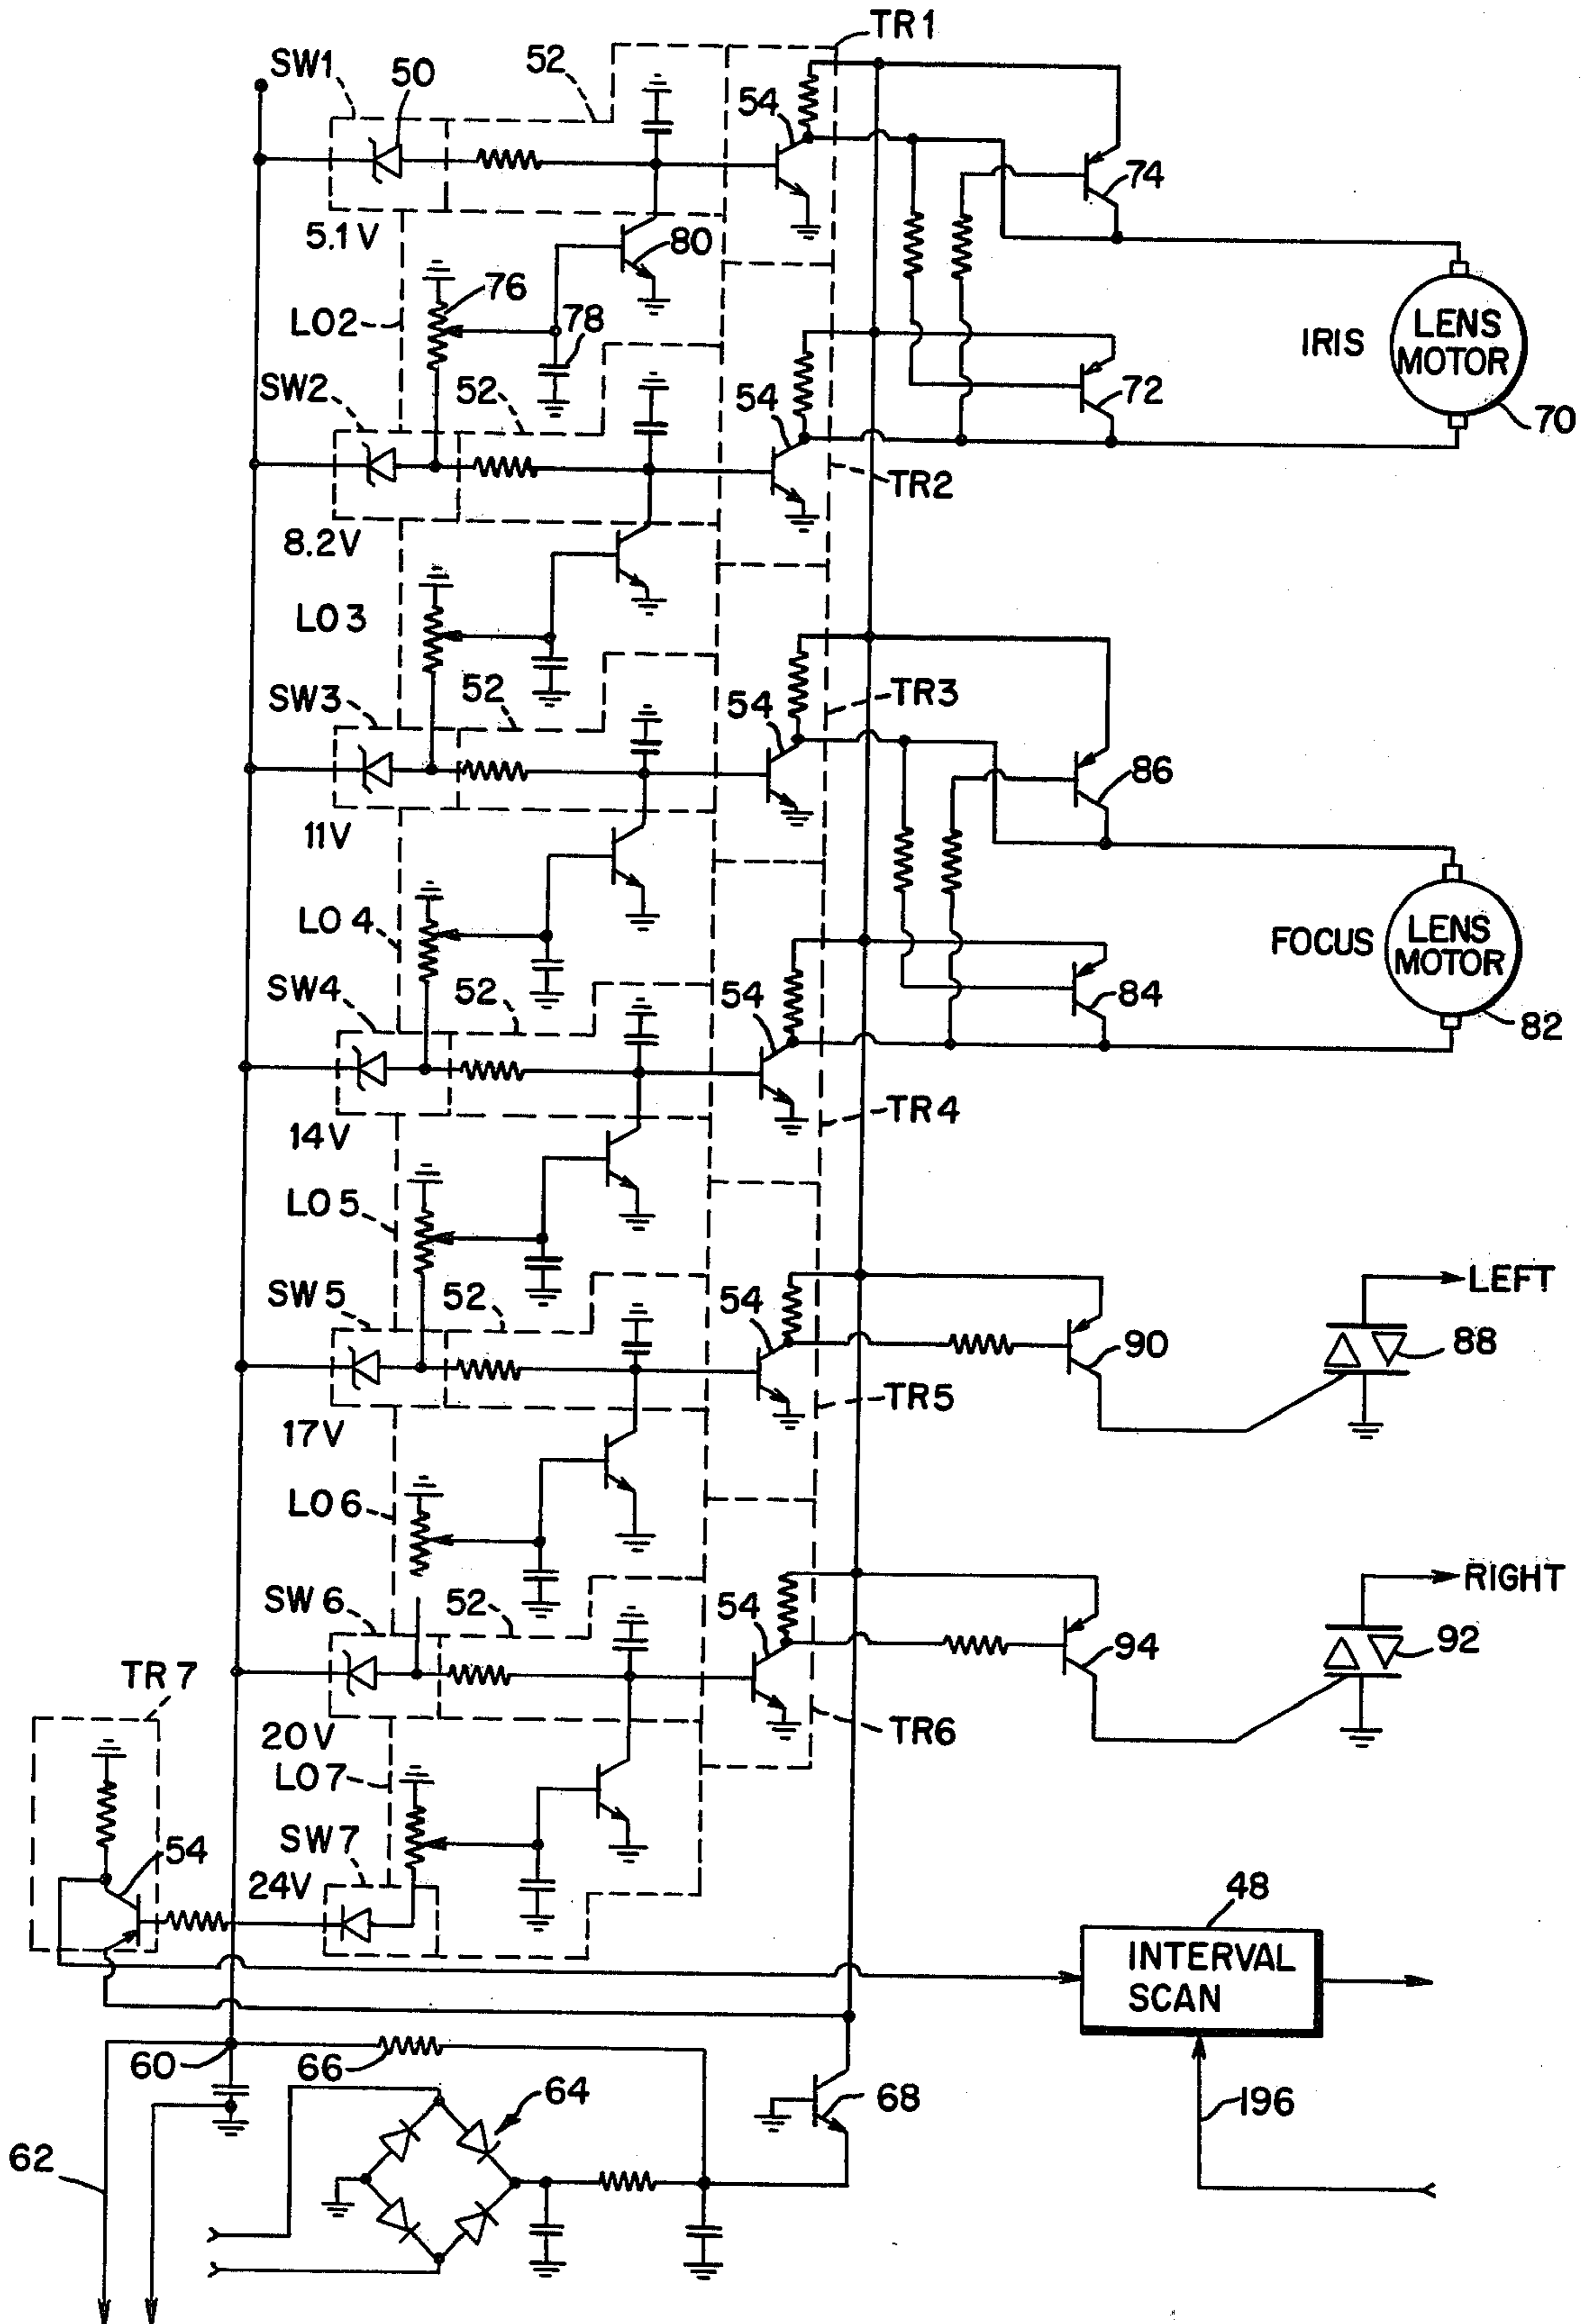 TR1
SW1
50
52
54
74
5.1V
80
76
LO2
78
IRIS
LENS MOTOR
SW2
52
54
72
70
TR2
8.2V
LO3
SW3
52
54
TR3
86
11V
LO4
FOCUS
LENS MOTOR
SW4
52
54
84
82
TR4
14V
LO5
LEFT
SW5
52
54
90
88
TR5
17V
LO6
RIGHT
SW6
52
54
94
92
TR7
20V
TR6
LO7
54
SW7
24V
48
INTERVAL
SCAN
60
66
64
68
196
62